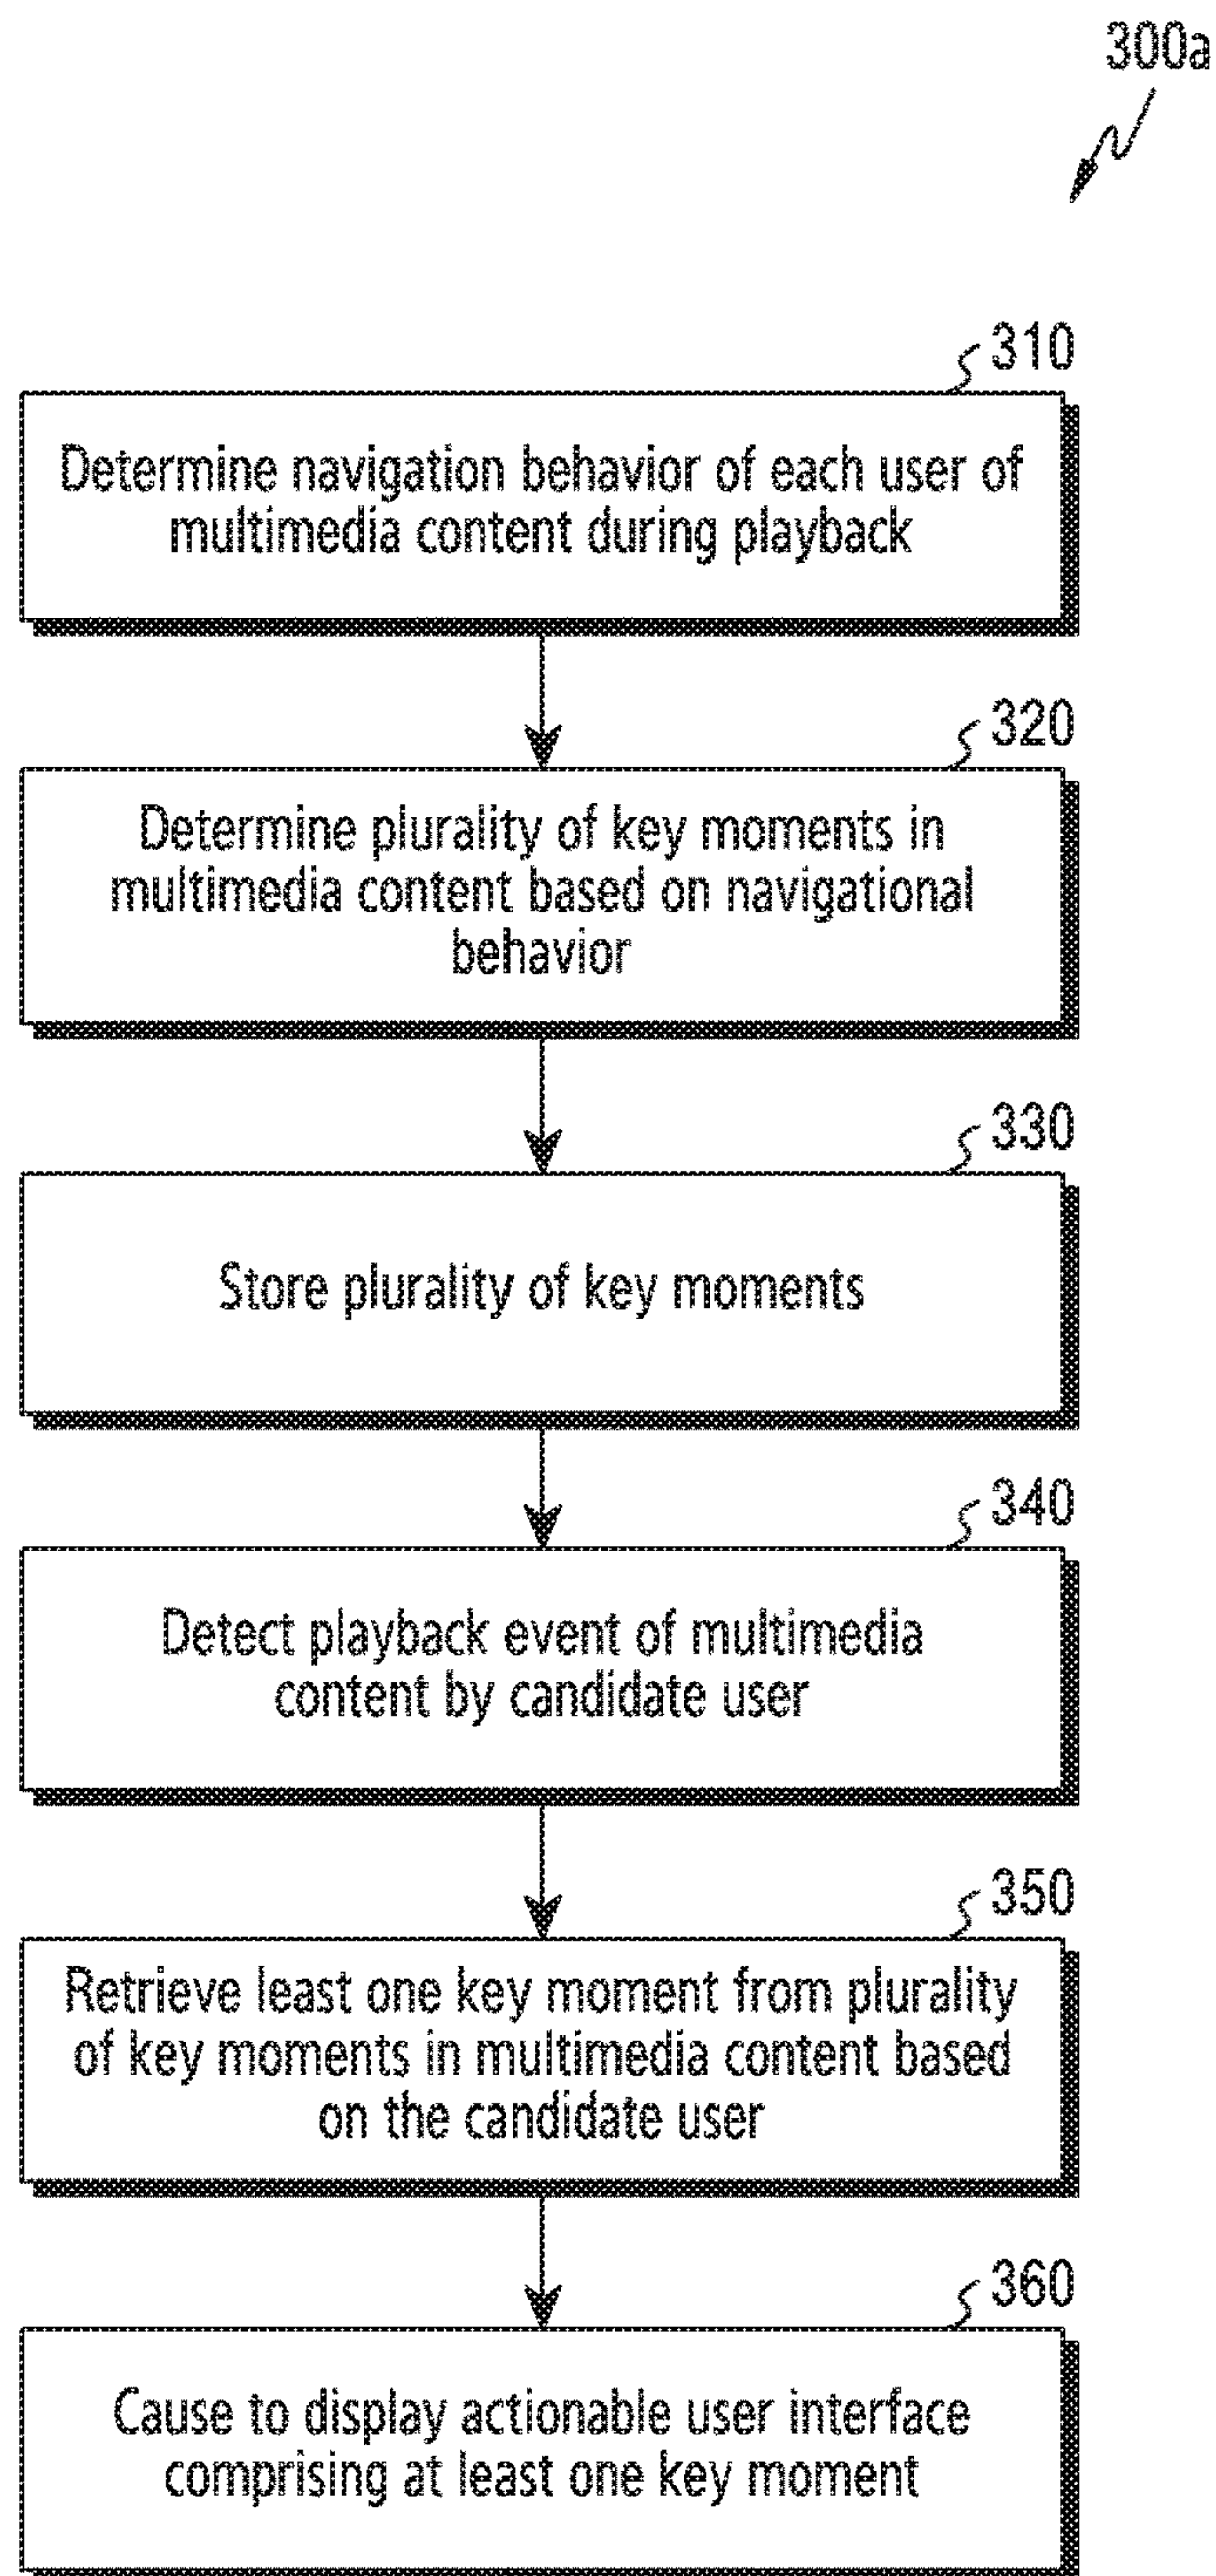 300a
310
Determine navigation behavior of each user of
multimedia content during playback
320
Determine plurality of key moments in
multimedia content based on navigational
behavior
330
Store plurality of key moments
340
Detect playback event of multimedia
content by candidate user
350
Retrieve least one key moment from plurality
of key moments in multimedia content based
on the candidate user
360
Cause to display actionable user interface
comprising at least one key moment